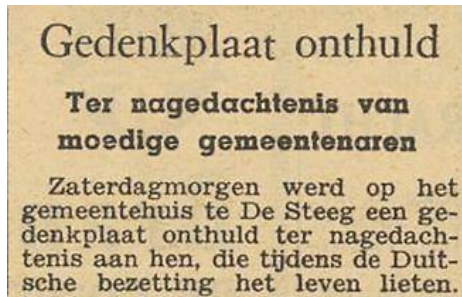 Gedenkplaat onthuld
Ter nagedachtenis van
moedige gemeentenaren
Zaterdagmorgen werd op het
gemeentehuis te De Steeg een ge-
denkplaat onthuld ter nagedach-
tenis aan hen, die tijdens de Duit-
sche bezetting het leven lieten.